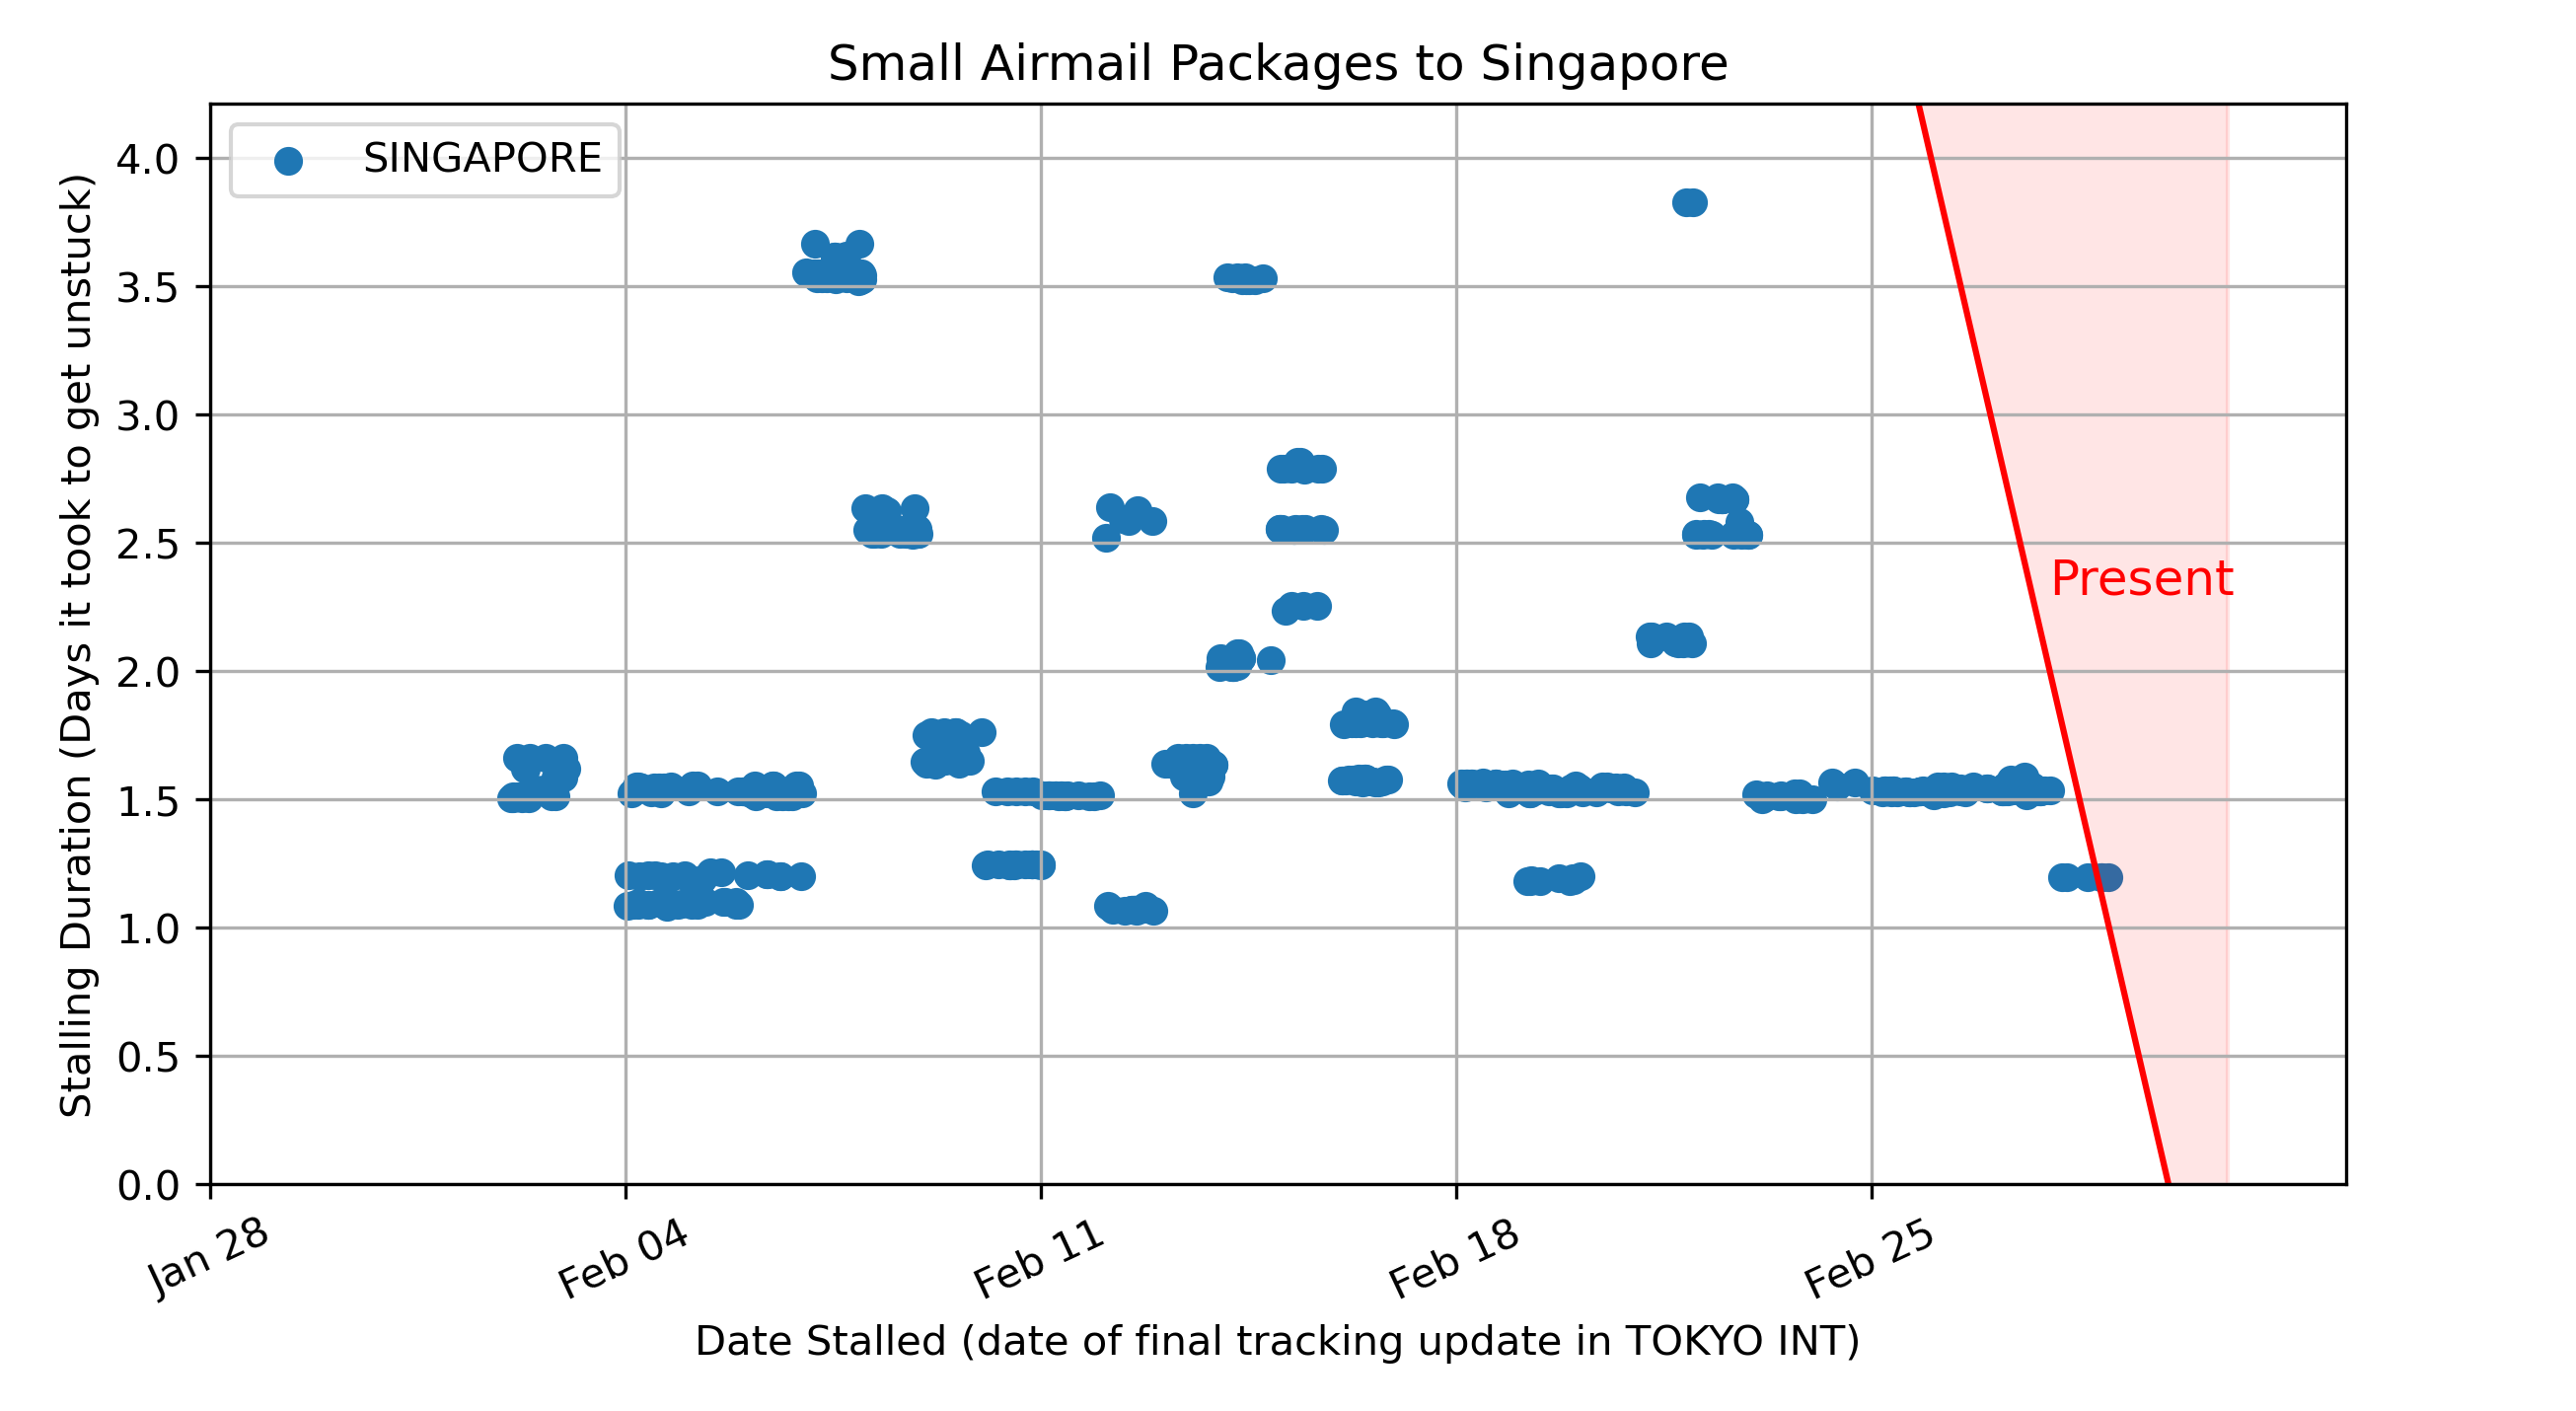 Small Airmail Packages to Singapore
SINGAPORE
Stalling Duration (Days it took to get unstuck)
4.0
3.5
3.0
2.5
2.0
1.5
1.0
0.5
0.0
Present
Jan 28
Feb 04
Feb 11
Feb 18
Feb 25
Date Stalled (date of final tracking update in TOKYO INT)